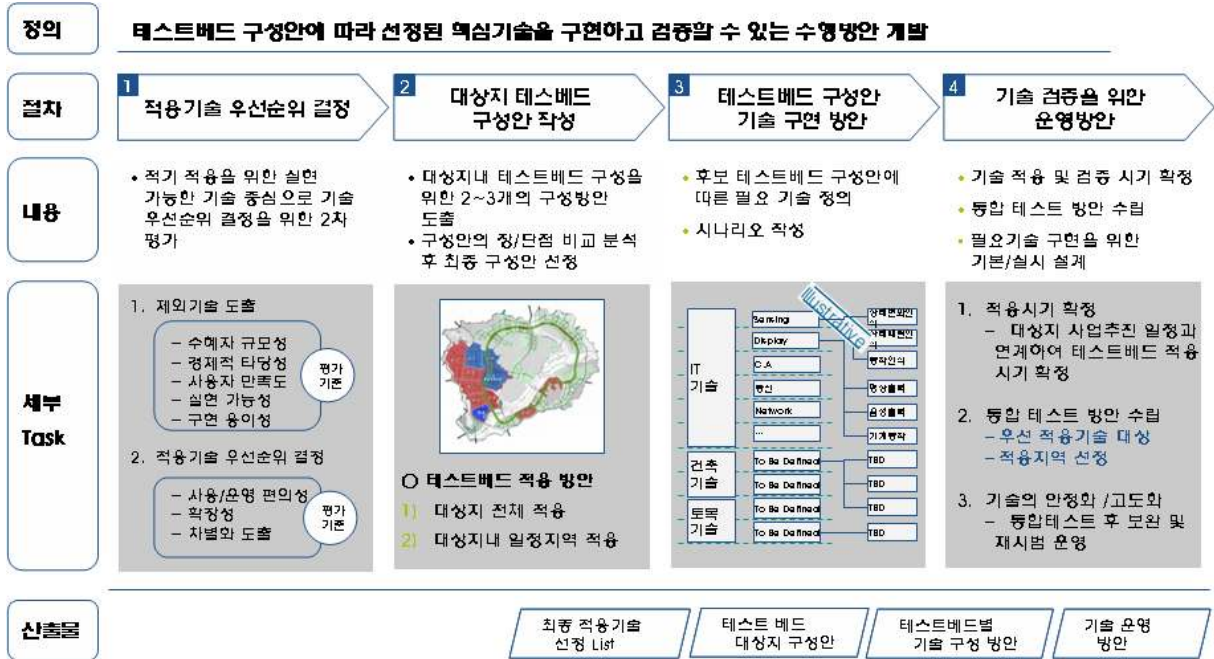 정의
테스트베드 구성안에 따라 선정된 핵심기술을 구현하고 검증할 수 있는 수행방안 개발
절차
1
적용기술 우선순위 결정
2
대상지 테스베드
구성안 작성
3
테스트베드 구성안
기술 구현 방안
4
기술 검증을 위한
운영방안
내용
• 적기 적용을 위한 실현
가능한 기술 중심으로 기술
우선순위 결정을 위한 2차
평가
• 대상지내 테스트베드 구성을
위한 2~3개의 구성방안
도출
• 구성안의 장/단점 비교 분석
후 최종 구성안 선정
• 후보 테스트베드 구성안에
따른 필요 기술 정의
• 시나리오 작성
• 기술 적용 및 검증 시기 확정
• 통합 테스트 방안 수립
• 필요기술 구현을 위한
기본/실시 설계
세부
Task
1. 제외기술 도출
– 수혜자 규모성
– 경제적 타당성
– 사용자 만족도
– 실현 가능성
– 구현 용이성
평가
기준
2. 적용기술 우선순위 결정
– 사용/운영 편의성
– 확장성
– 차별화 도출
평가
기준
○ 테스트베드 적용 방안
1) 대상지 전체 적용
2) 대상지내 일정지역 적용
Illustrative
IT
기술
Sensing
Display
C.A
통신
Network
...
동작인식
영상출력
음성출력
기계동작
건축
기술
To Be Defined
To Be Defined
TBD
TBD
토목
기술
To Be Defined
To Be Defined
TBD
TBD
1. 적용시기 확정
– 대상지 사업추진 일정과
연계하여 테스트베드 적용
시기 확정
2. 통합 테스트 방안 수립
– 우선 적용기술 대상
– 적용지역 선정
3. 기술의 안정화 /고도화
– 통합테스트 후 보완 및
재시범 운영
산출물
최종 적용기술
선정 List
테스트 베드
대상지 구성안
테스트베드별
기술 구성 방안
기술 운영
방안